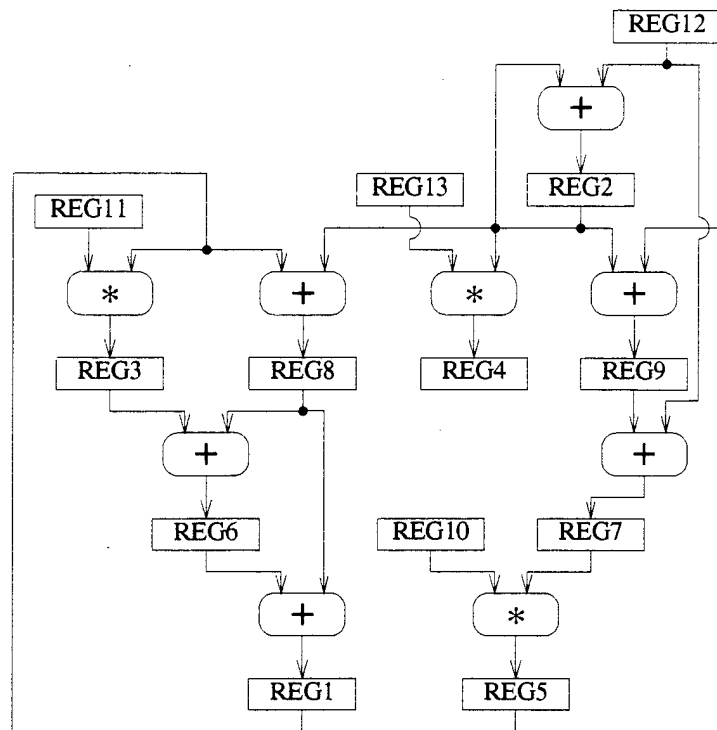 REG12
+
REG13
REG2
REG11
*
+
*
+
REG3
REG8
REG4
REG9
+
+
REG6
REG10
REG7
+
*
REG1
REG5